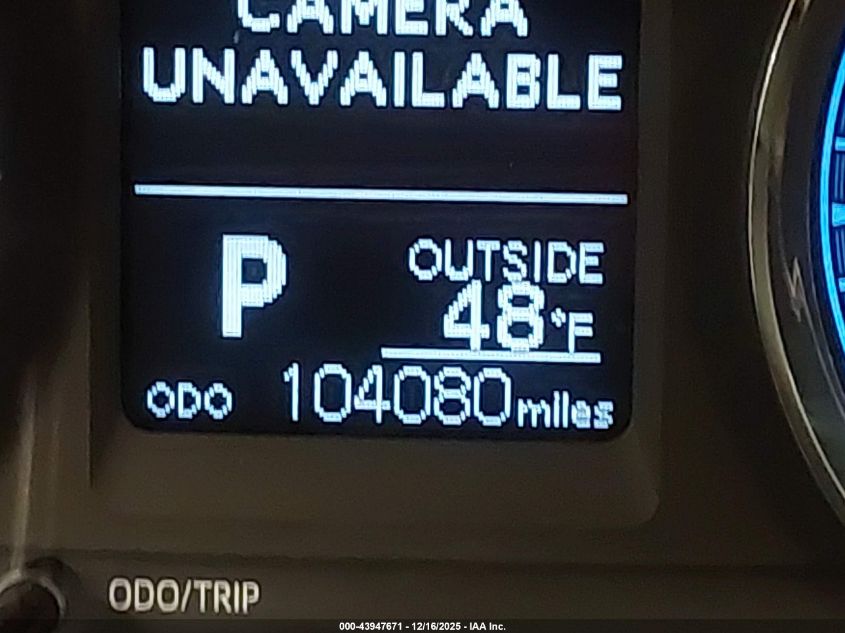 CAMERA
UNAVAILABLE
P
OUTSIDE
48°F
ODO 104080 miles
ODO/TRIP
000-43947671 - 12/16/2025 - IAA Inc.